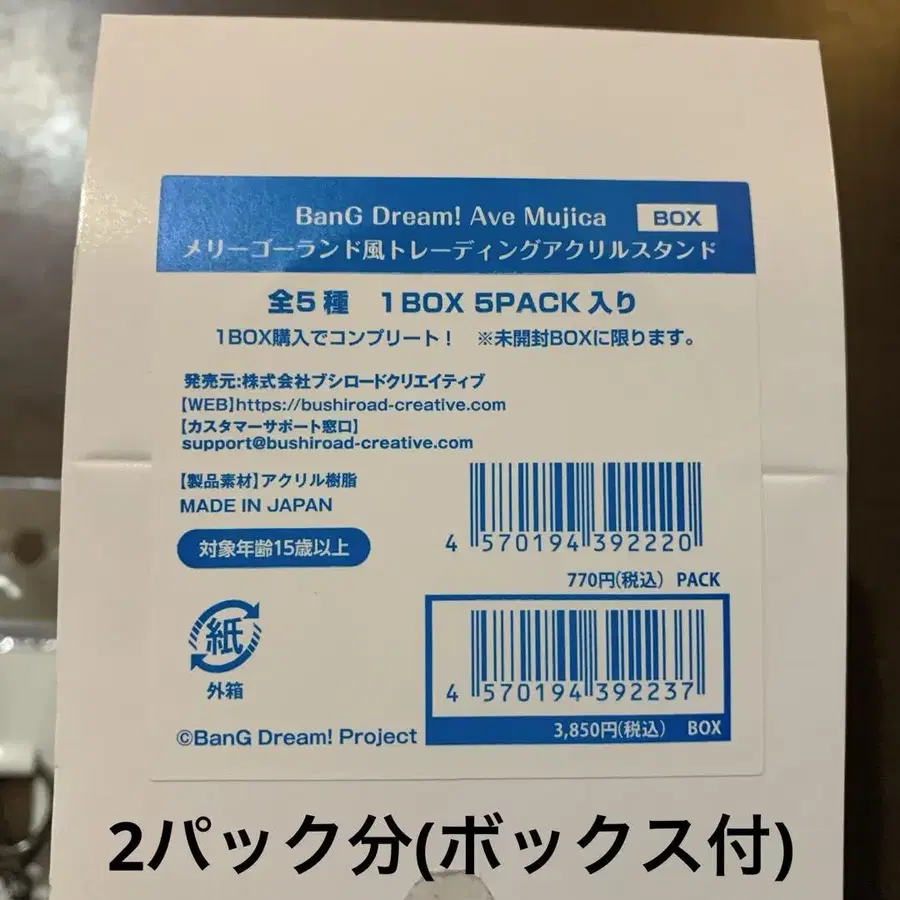 BanG Dream! Ave Mujica BOX
メリーゴーランド風トレーディングアクリルスタンド
全5種 1BOX 5PACK入り
1BOX購入でコンプリート! ※未開封BOXに限ります。
発売元:株式会社ブシロードクリエイティブ
【WEB】https://bushiroad-creative.com
【カスタマーサポート窓口】
support@bushiroad-creative.com
【製品素材】アクリル樹脂
MADE IN JAPAN
対象年齢15歳以上
4 570194 392220
770円(税込) PACK
紙
外箱
4 570194 392237
3,850円(税込) BOX
©BanG Dream! Project
2パック分(ボックス付)